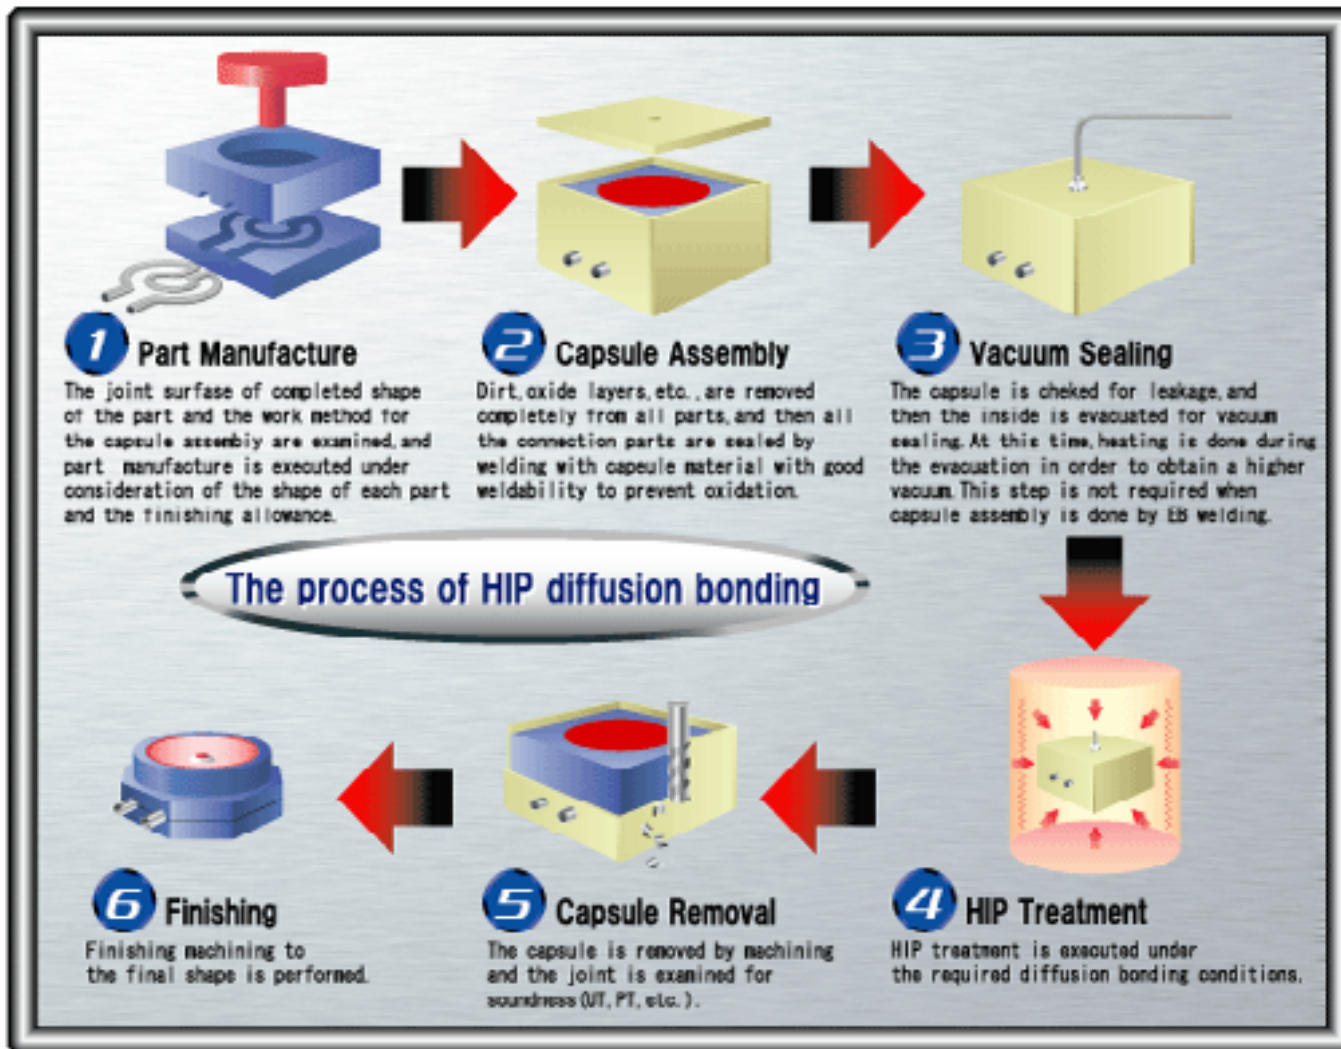 1 Part Manufacture
The joint surfase of completed shape
of the part and the work method for
the capsule assembiy are examined, and
part manufacture is executed under
consideration of the shape of each part
and the finishing allowance.
2 Capsule Assembly
Dirt, oxide layers, etc., are removed
completely from all parts, and then all
the connection parts are sealed by
welding with capeule material with good
weldability to prevent oxidation.
3 Vacuum Sealing
The capsule is cheked for leakage, and
then the inside is evacuated for vacuum
sealing. At this time, heating is done during
the evacuation in order to obtain a higher
vacuum. This step is not required when
capsule assembly is done by EB welding.
The process of HIP diffusion bonding
4 HIP Treatment
HIP treatment is executed under
the required diffusion bonding conditions.
5 Capsule Removal
The capsule is removed by machining
and the joint is examined for
soundness (UT, PT, etc.).
6 Finishing
Finishing machining to
the final shape is performed.